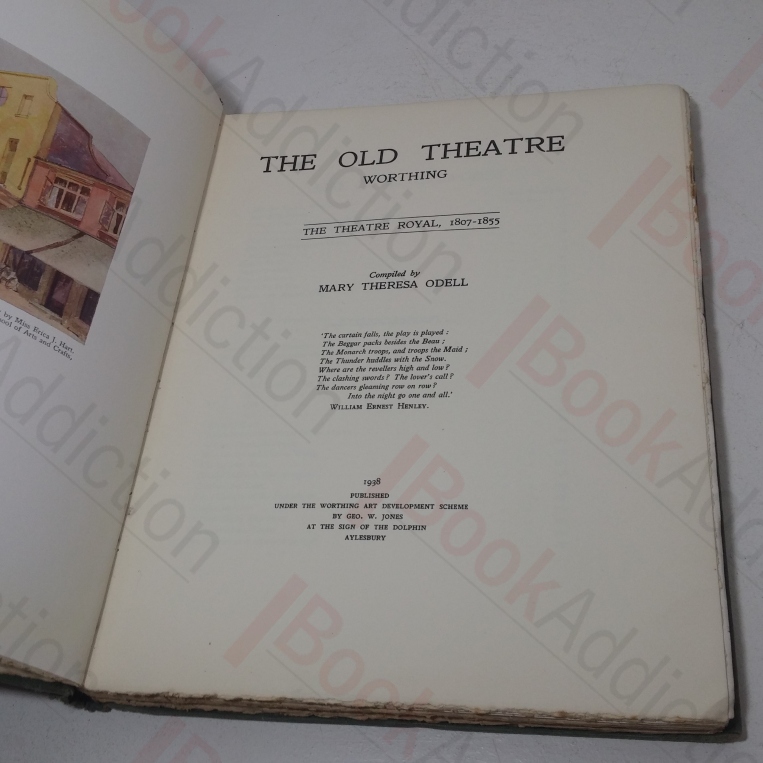 by Miss Erica J. Hart,
ool of Arts and Crafts,
THE OLD THEATRE
WORTHING
THE THEATRE ROYAL, 1807-1855
Compiled by
MARY THERESA ODELL
'The curtain falls, the play is played :
The Beggar packs besides the Beau ;
The Monarch troops, and troops the Maid ;
The Thunder huddles with the Snow.
Where are the revellers high and low ?
The clashing swords ? The lover's call ?
The dancers gleaming row on row ?
Into the night go one and all.'
WILLIAM ERNEST HENLEY.
1938
PUBLISHED
UNDER THE WORTHING ART DEVELOPMENT SCHEME
BY GEO. W. JONES
AT THE SIGN OF THE DOLPHIN
AYLESBURY
BookAddiction
BookAddiction
BookAddiction
BookAddiction